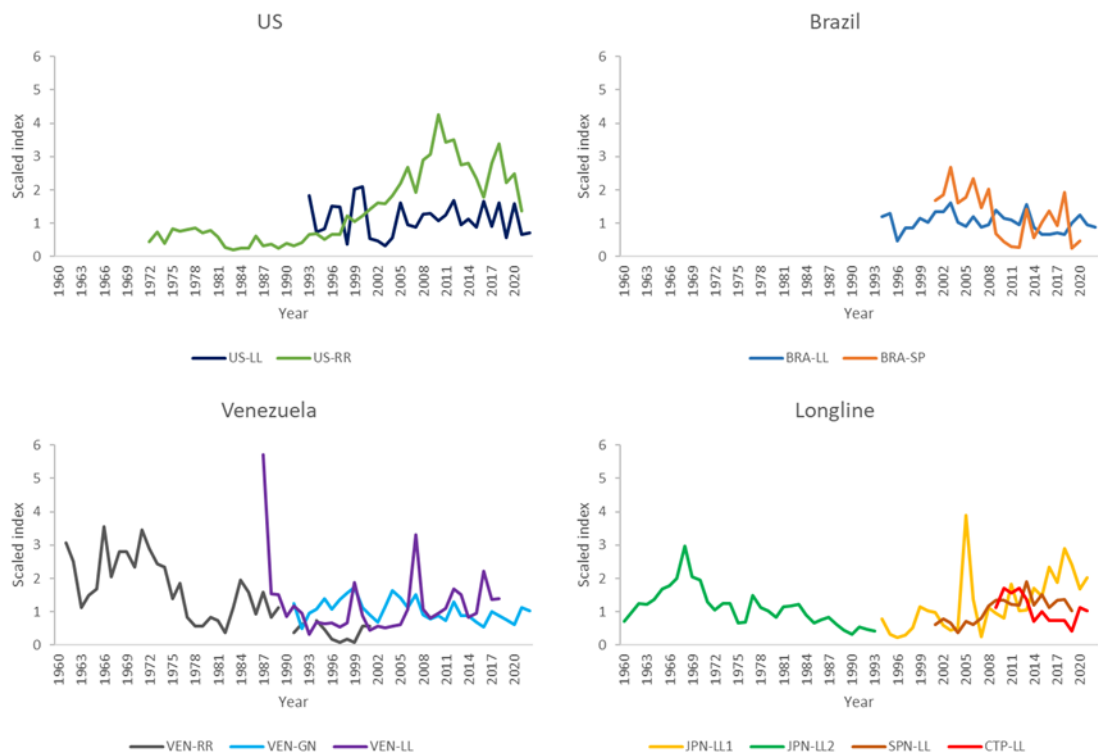 US
Scaled index
6
5
4
3
2
1
0
1960 1963 1966 1969 1972 1975 1978 1981 1984 1987 1990 1993 1996 1999 2002 2005 2008 2011 2014 2017 2020
Year
US-LL US-RR
Brazil
Scaled index
6
5
4
3
2
1
0
1960 1963 1966 1969 1972 1975 1978 1981 1984 1987 1990 1993 1996 1999 2002 2005 2008 2011 2014 2017 2020
Year
BRA-LL BRA-SP
Venezuela
Scaled index
6
5
4
3
2
1
0
1960 1963 1966 1969 1972 1975 1978 1981 1984 1987 1990 1993 1996 1999 2002 2005 2008 2011 2014 2017 2020
Year
VEN-RR VEN-GN VEN-LL
Longline
Scaled index
6
5
4
3
2
1
0
1960 1963 1966 1969 1972 1975 1978 1981 1984 1987 1990 1993 1996 1999 2002 2005 2008 2011 2014 2017 2020
Year
JPN-LL1 JPN-LL2 SPN-LL CTP-LL